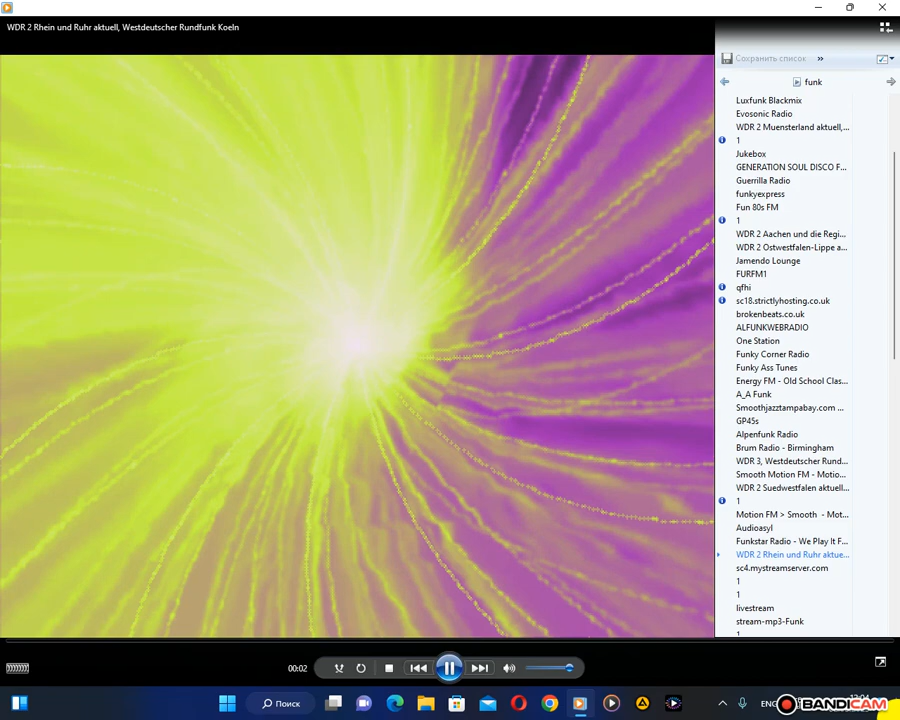 WDR 2 Rhein und Ruhr aktuell, Westdeutscher Rundfunk Koeln
Сохранить список »
funk
Luxfunk Blackmix
Evosonic Radio
WDR 2 Muensterland aktuell,...
1
Jukebox
GENERATION SOUL DISCO F...
Guerrilla Radio
funkyexpress
Fun 80s FM
1
WDR 2 Aachen und die Regi...
WDR 2 Ostwestfalen-Lippe a...
Jamendo Lounge
FURFM1
qfhi
sc18.strictlyhosting.co.uk
brokenbeats.co.uk
ALFUNKWEBRADIO
One Station
Funky Corner Radio
Funky Ass Tunes
Energy FM - Old School Clas...
A_A Funk
Smoothjazztampabay.com ...
GP45s
Alpenfunk Radio
Brum Radio - Birmingham
WDR 3, Westdeutscher Rund...
Smooth Motion FM - Motio...
WDR 2 Suedwestfalen aktuell...
1
Motion FM > Smooth - Mot...
Audioasyl
Funkstar Radio - We Play It F...
WDR 2 Rhein und Ruhr aktue...
sc4.mystreamserver.com
1
1
livestream
stream-mp3-Funk
1
00:02
Поиск
ENG
BANDICAM